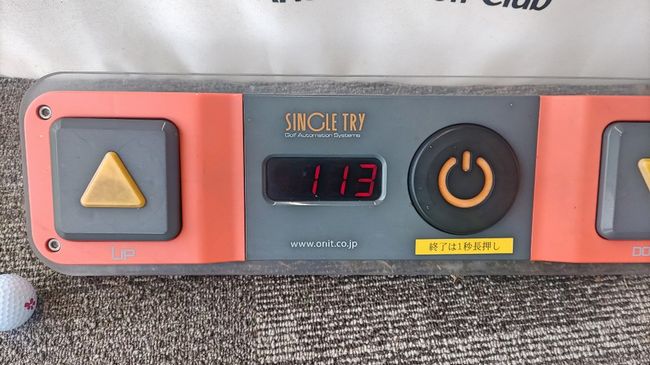 Club
SINGLE TRY
Golf Automation Systems
113
www.onit.co.jp
終了は1秒長押し
UP